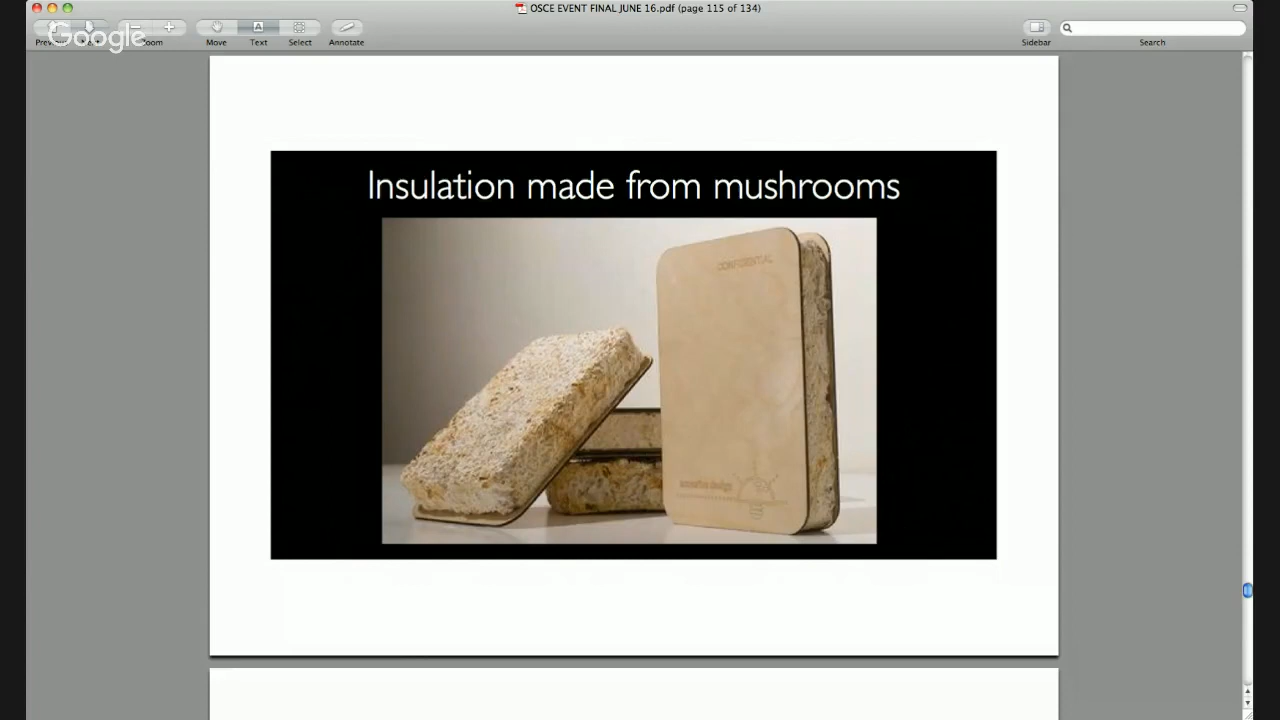 OSCE EVENT FINAL JUNE 16.pdf (page 115 of 134)
Google
Zoom
Move
Text
Select
Annotate
Sidebar
Search
Insulation made from mushrooms
CONFIDENTIAL